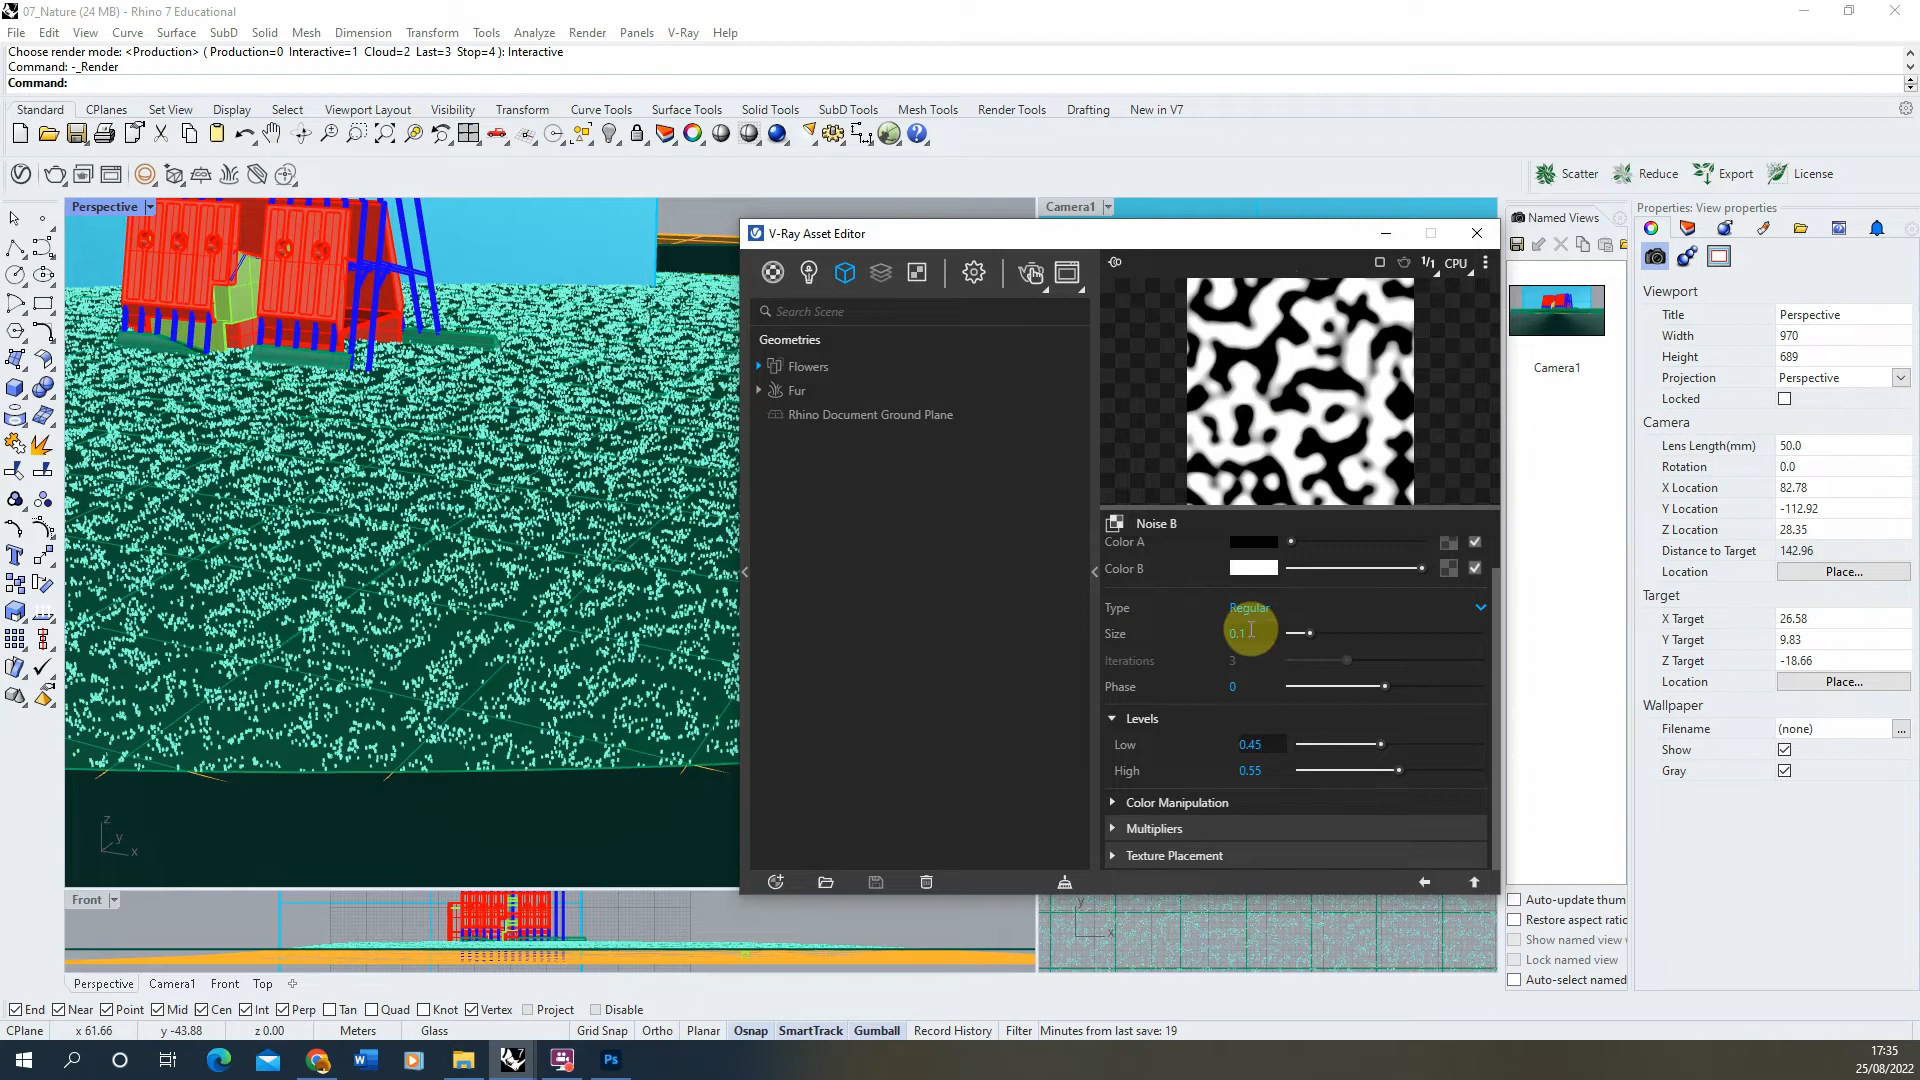 07_Nature (24 MB) - Rhino 7 Educational
File Edit View Curve Surface SubD Solid Mesh Dimension Transform Tools Analyze Render Panels V-Ray Help
Choose render mode: <Production> ( Production=0 Interactive=1 Cloud=2 Last=3 Stop=4 ): Interactive
Command: -_Render
Command:
Standard CPlanes Set View Display Select Viewport Layout Visibility Transform Curve Tools Surface Tools Solid Tools SubD Tools Mesh Tools Render Tools Drafting New in V7
Scatter Reduce Export License
Perspective
Camera1
V-Ray Asset Editor
Search Scene
Geometries
Flowers
Fur
Rhino Document Ground Plane
1/1 CPU
Noise B
Color A
Color B
Type Regular
Size 0.1
Iterations 3
Phase 0
Levels
Low 0.45
High 0.55
Color Manipulation
Multipliers
Texture Placement
Named Views
Camera1
Auto-update thum
Restore aspect ratio
Show named view
Lock named view
Auto-select named
Properties: View properties
Viewport
Title Perspective
Width 970
Height 689
Projection Perspective
Locked
Camera
Lens Length(mm) 50.0
Rotation 0.0
X Location 82.78
Y Location -112.92
Z Location 28.35
Distance to Target 142.96
Location Place...
Target
X Target 26.58
Y Target 9.83
Z Target -18.66
Location Place...
Wallpaper
Filename (none) ...
Show
Gray
z
y
x
Front
y
x
Perspective Camera1 Front Top
End Near Point Mid Cen Int Perp Tan Quad Knot Vertex Project Disable
CPlane x 61.66 y -43.88 z 0.00 Meters Glass Grid Snap Ortho Planar Osnap SmartTrack Gumball Record History Filter Minutes from last save: 19
17:35
25/08/2022